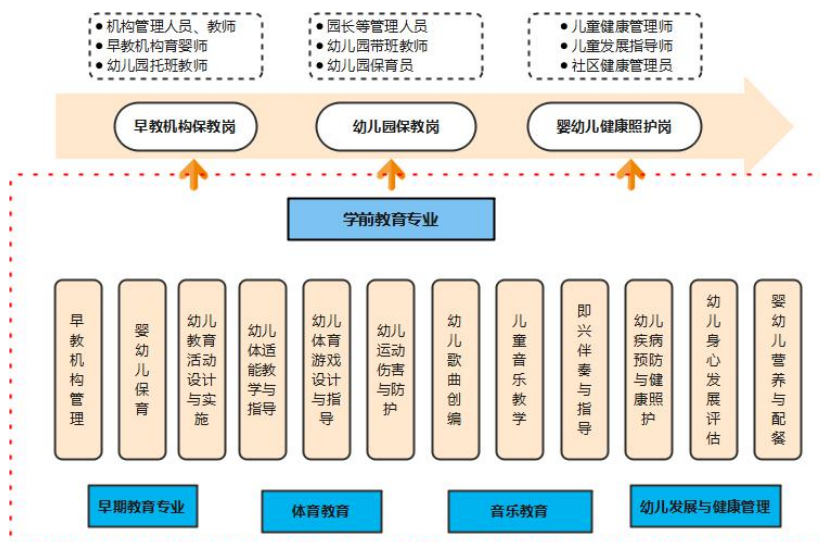 ● 机构管理人员、教师
● 早教机构育婴师
● 幼儿园托班教师
● 园长等管理人员
● 幼儿园带班教师
● 幼儿园保育员
● 儿童健康管理师
● 儿童发展指导师
● 社区健康管理员
早教机构保教岗
幼儿园保教岗
婴幼儿健康照护岗
学前教育专业
早教机构管理
婴幼儿保育
幼儿教育活动设计与实施
幼儿体适能教学与指导
幼儿体育游戏设计与指导
幼儿运动伤害与防护
幼儿歌曲创编
儿童音乐教学
即兴伴奏与指导
幼儿疾病预防与健康照护
幼儿身心发展评估
婴幼儿营养与配餐
早期教育专业
体育教育
音乐教育
幼儿发展与健康管理